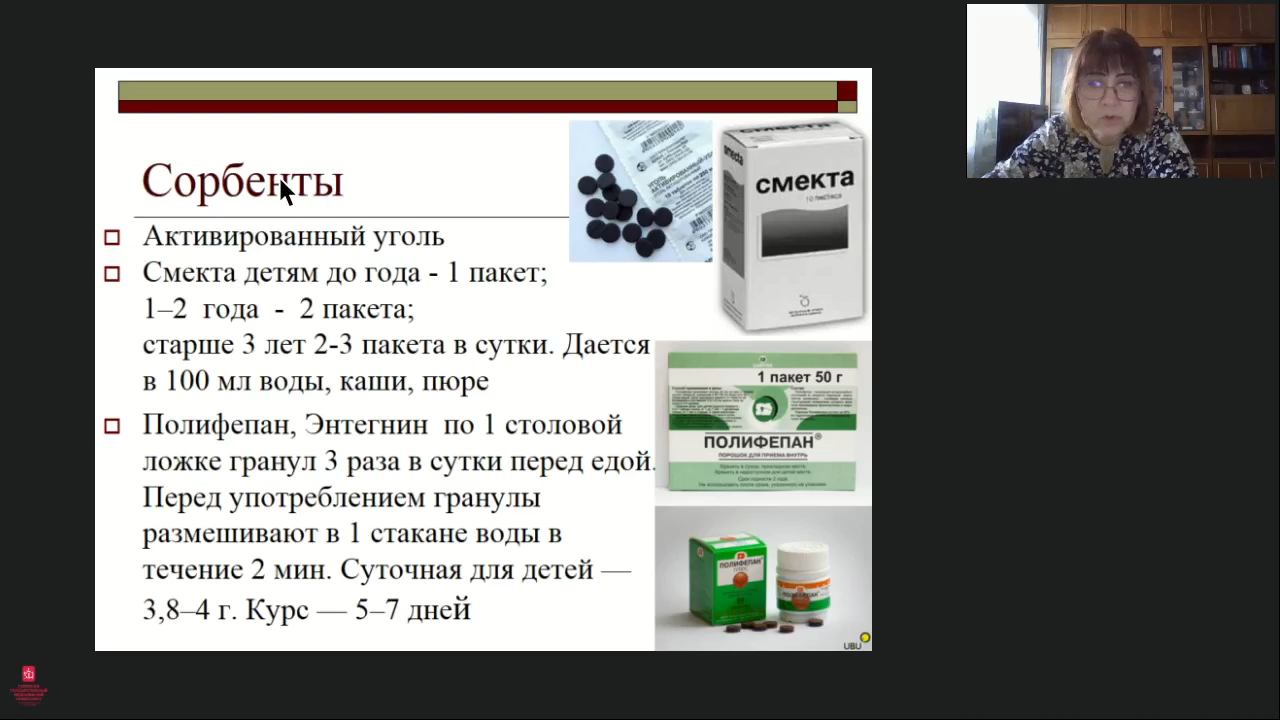 Сорбенты
Активированный уголь
Смекта детям до года - 1 пакет;
1–2 года - 2 пакета;
старше 3 лет 2-3 пакета в сутки. Дается
в 100 мл воды, каши, пюре
Полифепан, Энтегнин по 1 столовой
ложке гранул 3 раза в сутки перед едой.
Перед употреблением гранулы
размешивают в 1 стакане воды в
течение 2 мин. Суточная для детей —
3,8–4 г. Курс — 5–7 дней
смекта
1 пакет 50 г
ПОЛИФЕПАН®
ПОРОШОК ДЛЯ ПРИЕМА ВНУТРЬ
ПОЛИФЕПАН
ПОЛИФЕПАН
UBU